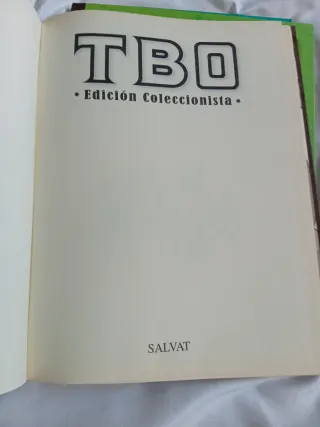 TBO
• Edición Coleccionista •
SALVAT